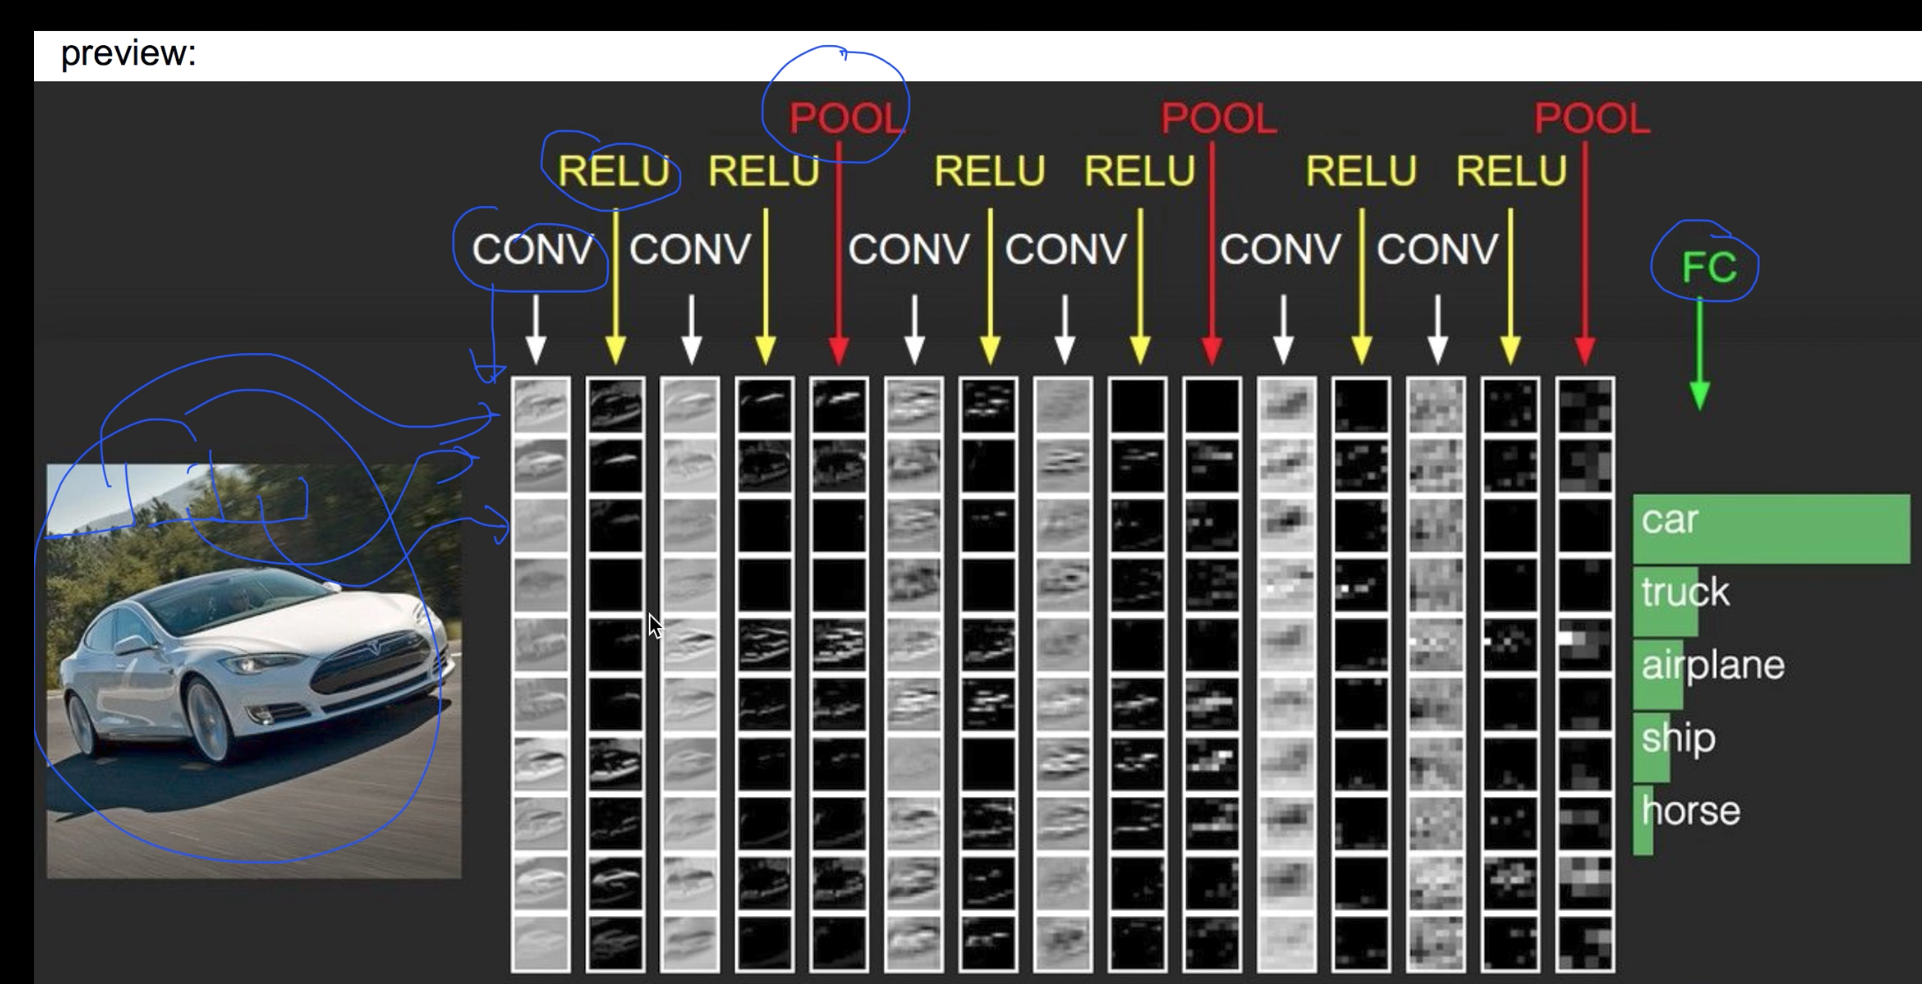 preview:
POOL POOL POOL
RELU RELU RELU RELU RELU RELU
CONV CONV CONV CONV CONV CONV
FC
car
truck
airplane
ship
horse